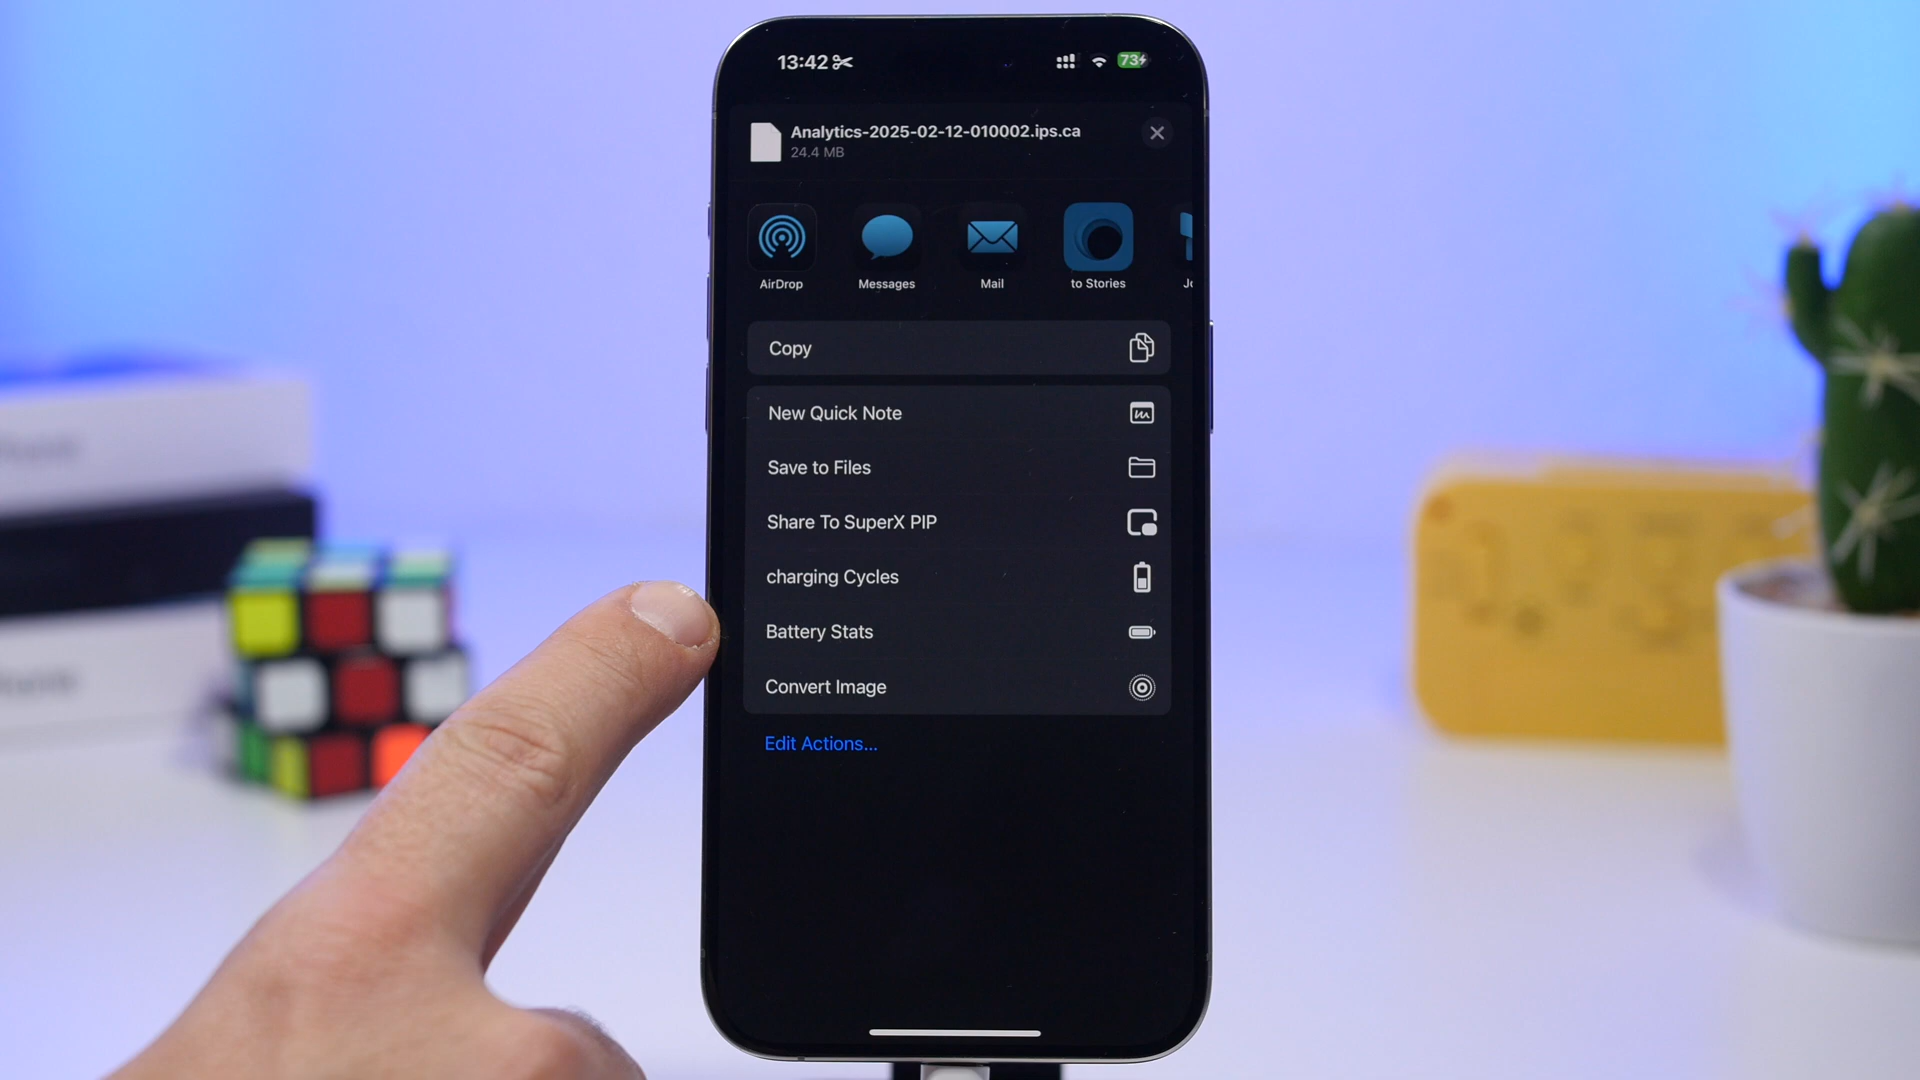 13:42
73
Analytics-2025-02-12-010002.ips.ca
24.4 MB
AirDrop
Messages
Mail
to Stories
Copy
New Quick Note
Save to Files
Share To SuperX PIP
charging Cycles
Battery Stats
Convert Image
Edit Actions...